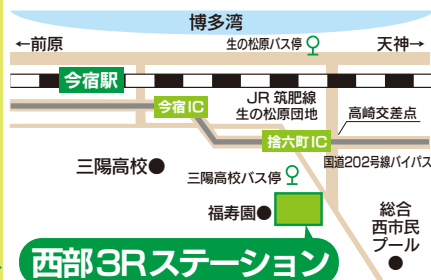 博多湾
←前原
生の松原バス停
天神→
今宿駅
今宿IC
JR 筑肥線
生の松原団地
高崎交差点
捨六町IC
国道202号線バイパス
三陽高校●
三陽高校バス停
福寿園●
総合
西市民
プール
●
西部3Rステーション